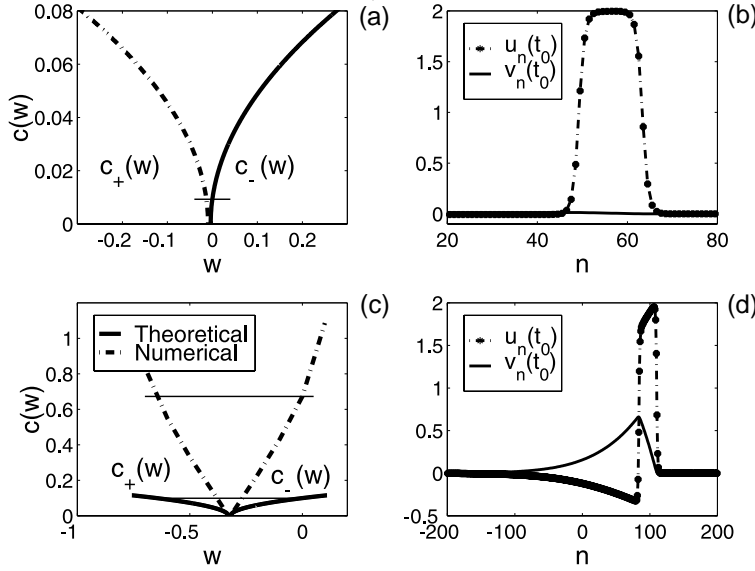 (a)
0.08
0.06
0.04
0.02
0
c(w)
c+(w)
c-(w)
-0.2
-0.1
0
0.1
0.2
w
(b)
2
1.5
1
0.5
0
un(t0)
vn(t0)
20
40
60
80
n
(c)
1
0.8
0.6
0.4
0.2
0
c(w)
Theoretical
Numerical
c+(w)
c-(w)
-0.5
0
w
(d)
2
1.5
1
0.5
0
-0.5
un(t0)
vn(t0)
-200
-100
0
100
200
n